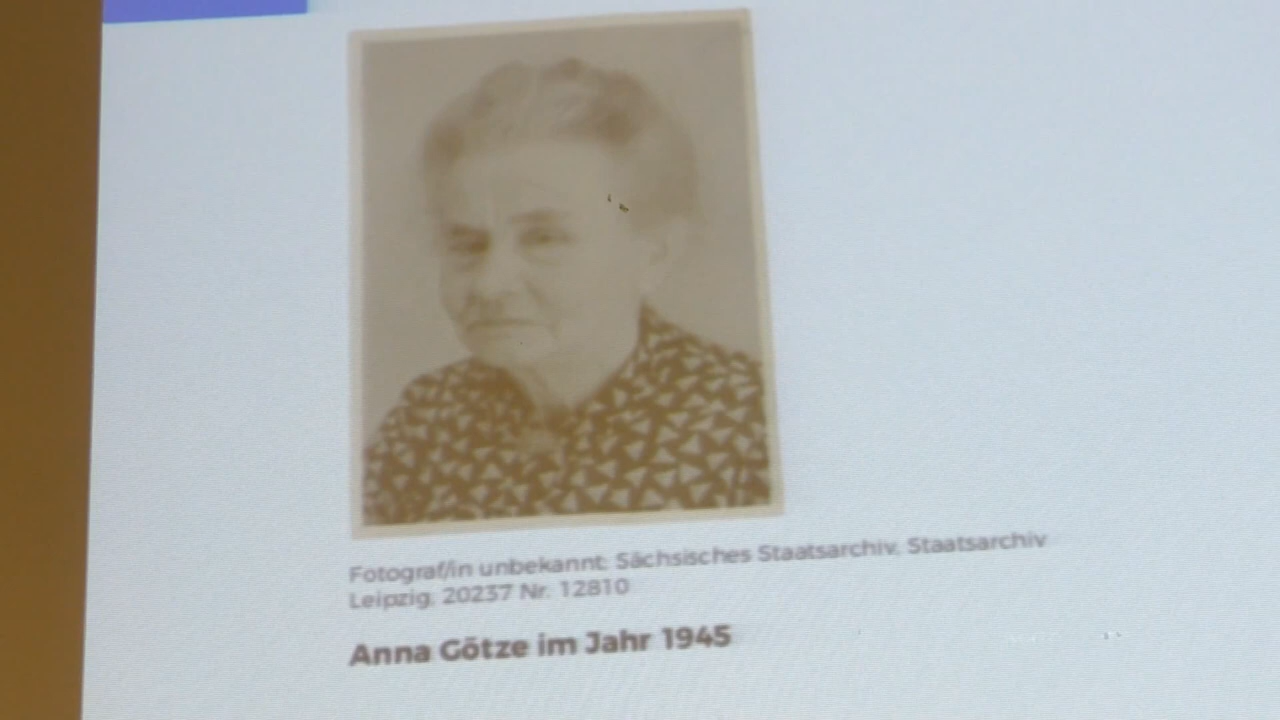 Fotograf/in unbekannt: Sächsisches Staatsarchiv, Staatsarchiv
Leipzig, 20237 Nr. 12810
Anna Götze im Jahr 1945